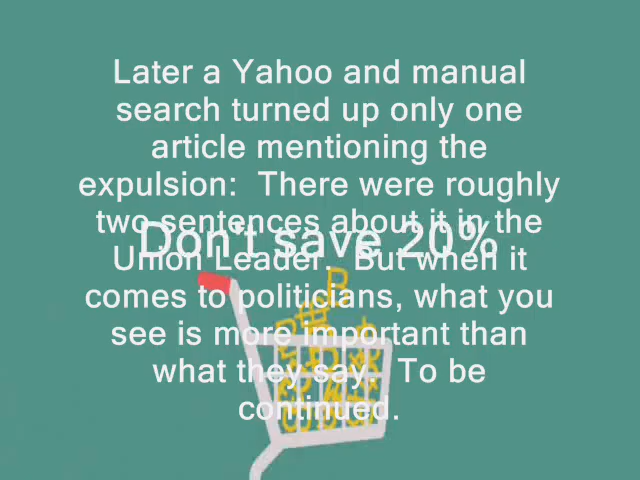 Later a Yahoo and manual
search turned up only one
article mentioning the
expulsion:  There were roughly
two sentences about it in the
Don't save 20%
Union Leader.  But when it
comes to politicians, what you
see is more important than
what they say.  To be
continued.